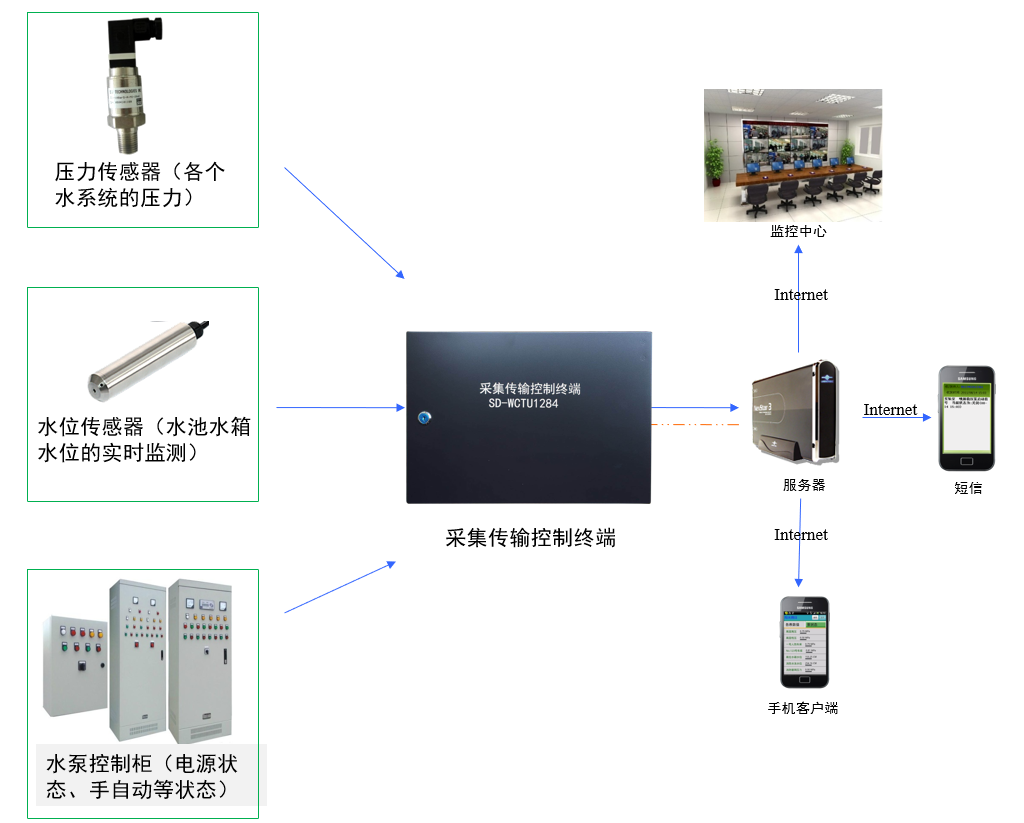 压力传感器（各个
水系统的压力）
水位传感器（水池水箱
水位的实时监测）
水泵控制柜（电源状
态、手自动等状态）
采集传输控制终端
SD-WCTU1284
采集传输控制终端
监控中心
Internet
服务器
Internet
SAMSUNG
短信
Internet
SAMSUNG
手机客户端